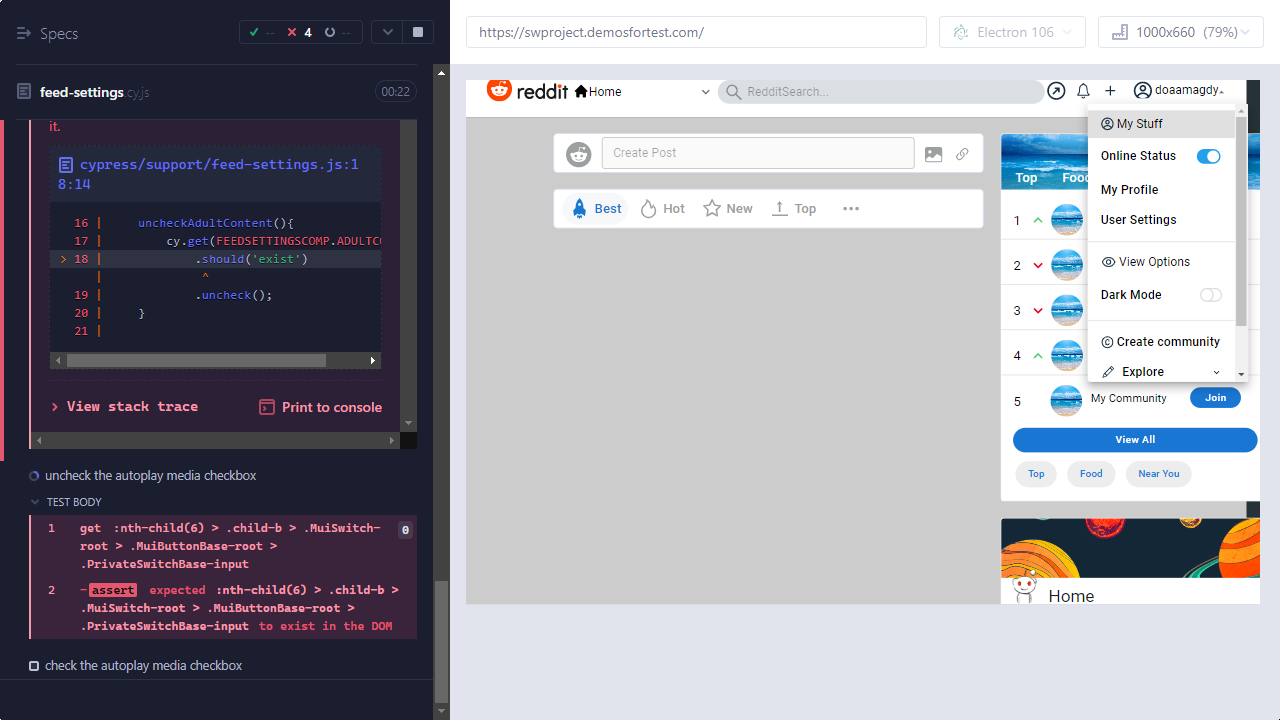 Specs
-- 4 --
feed-settings cy.js
00:22
it.
cypress/support/feed-settings.js:1
8:14
16 | uncheckAdultContent(){
17 | cy.get(FEEDSETTINGSCOMP.ADULTC
> 18 | .should('exist')
| ^
19 | .uncheck();
20 | }
21 |
> View stack trace
Print to console
uncheck the autoplay media checkbox
TEST BODY
1 get :nth-child(6) > .child-b > .MuiSwitch-
root > .MuiButtonBase-root >
.PrivateSwitchBase-input
0
2 -assert expected :nth-child(6) > .child-b >
.MuiSwitch-root > .MuiButtonBase-root >
.PrivateSwitchBase-input to exist in the DOM
check the autoplay media checkbox
https://swproject.demosfortest.com/
Electron 106
1000x660 (79%)
reddit
Home
RedditSearch...
doaamagdy
Create Post
Best
Hot
New
Top
•••
Top
Food
1
2
3
4
5
My Community
Join
View All
Top
Food
Near You
Home
My Stuff
Online Status
My Profile
User Settings
View Options
Dark Mode
Create community
Explore